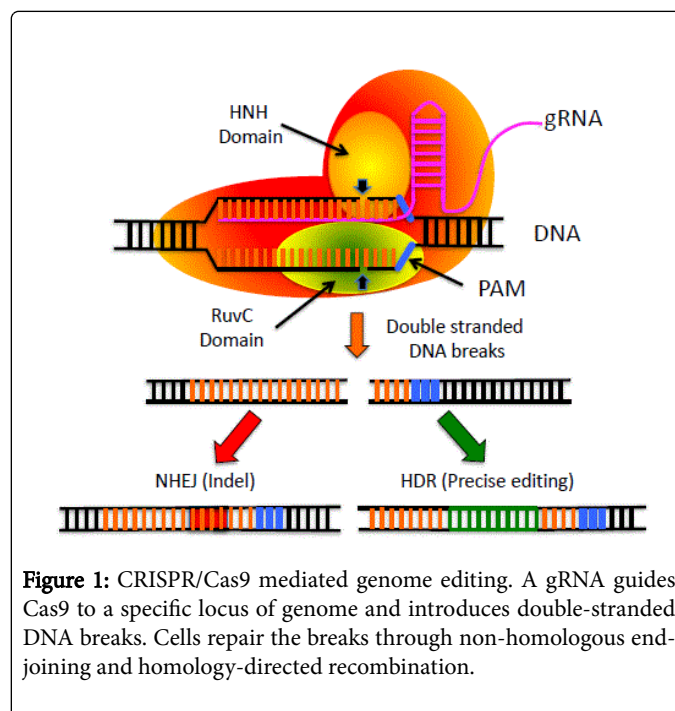 HNH
Domain
gRNA
DNA
PAM
RuvC
Domain
Double stranded
DNA breaks
NHEJ (Indel)
HDR (Precise editing)
Figure 1: CRISPR/Cas9 mediated genome editing. A gRNA guides
Cas9 to a specific locus of genome and introduces double-stranded
DNA breaks. Cells repair the breaks through non-homologous end-
joining and homology-directed recombination.